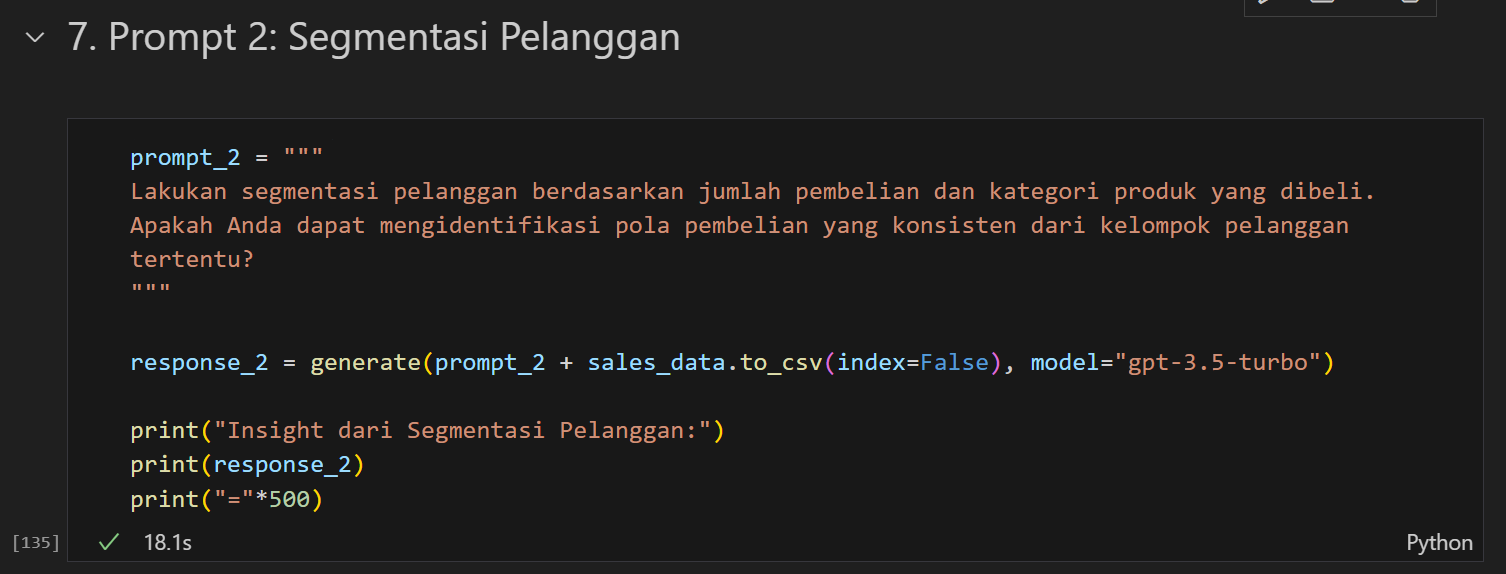 7. Prompt 2: Segmentasi Pelanggan
prompt_2 = """
Lakukan segmentasi pelanggan berdasarkan jumlah pembelian dan kategori produk yang dibeli.
Apakah Anda dapat mengidentifikasi pola pembelian yang konsisten dari kelompok pelanggan
tertentu?
"""
response_2 = generate(prompt_2 + sales_data.to_csv(index=False), model="gpt-3.5-turbo")
print("Insight dari Segmentasi Pelanggan:")
print(response_2)
print("="*500)
[135] 18.1s Python